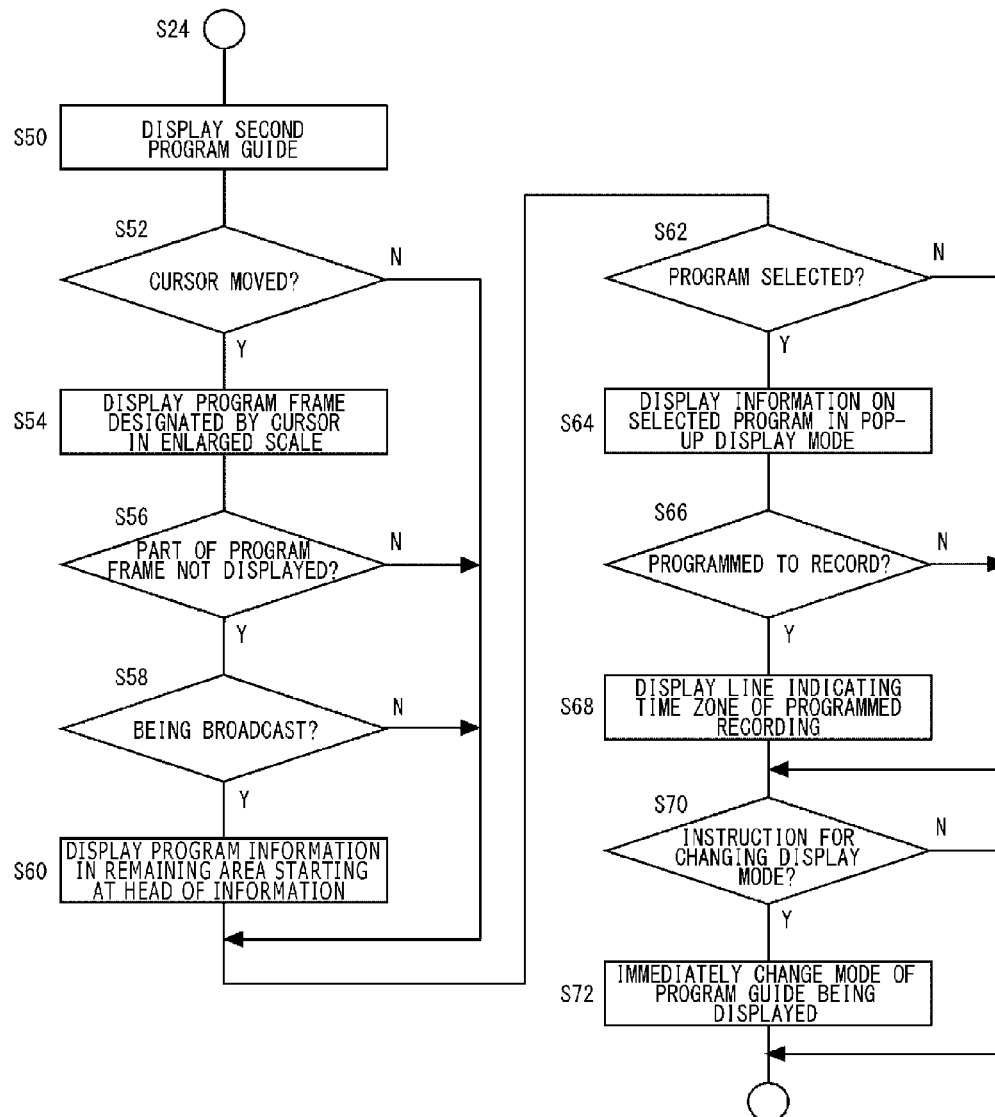 S24
S50
DISPLAY SECOND
PROGRAM GUIDE
S52
CURSOR MOVED?
N
Y
S54
DISPLAY PROGRAM FRAME
DESIGNATED BY CURSOR
IN ENLARGED SCALE
S56
PART OF PROGRAM
FRAME NOT DISPLAYED?
N
Y
S58
BEING BROADCAST?
N
Y
S60
DISPLAY PROGRAM INFORMATION
IN REMAINING AREA STARTING
AT HEAD OF INFORMATION
S62
PROGRAM SELECTED?
N
Y
S64
DISPLAY INFORMATION ON
SELECTED PROGRAM IN POP-
UP DISPLAY MODE
S66
PROGRAMMED TO RECORD?
N
Y
S68
DISPLAY LINE INDICATING
TIME ZONE OF PROGRAMMED
RECORDING
S70
INSTRUCTION FOR
CHANGING DISPLAY
MODE?
N
Y
S72
IMMEDIATELY CHANGE MODE OF
PROGRAM GUIDE BEING
DISPLAYED